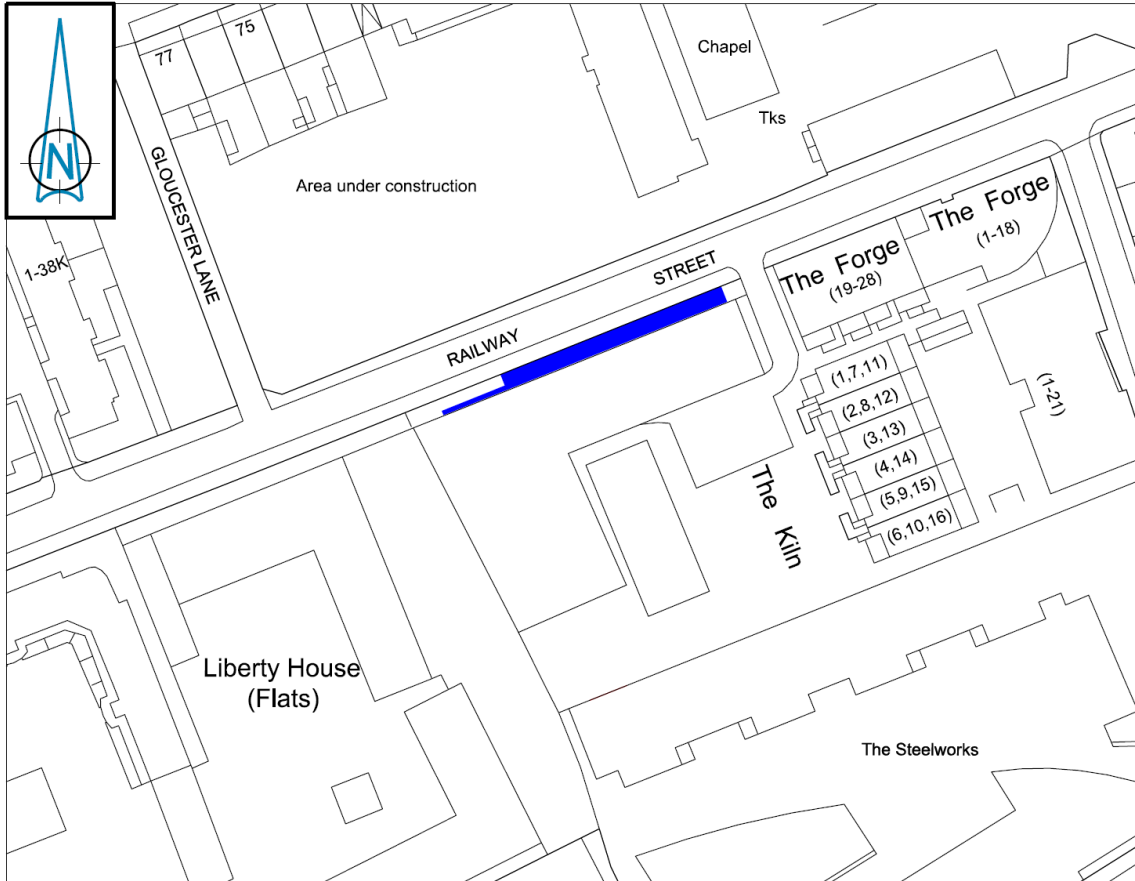 N
77
75
Chapel
Tks
GLOUCESTER LANE
Area under construction
1-38K
The Forge
(1-18)
The Forge
(19-28)
RAILWAY STREET
(1,7,11)
(2,8,12)
(3,13)
(4,14)
(5,9,15)
(6,10,16)
(1-21)
The Kiln
Liberty House
(Flats)
The Steelworks